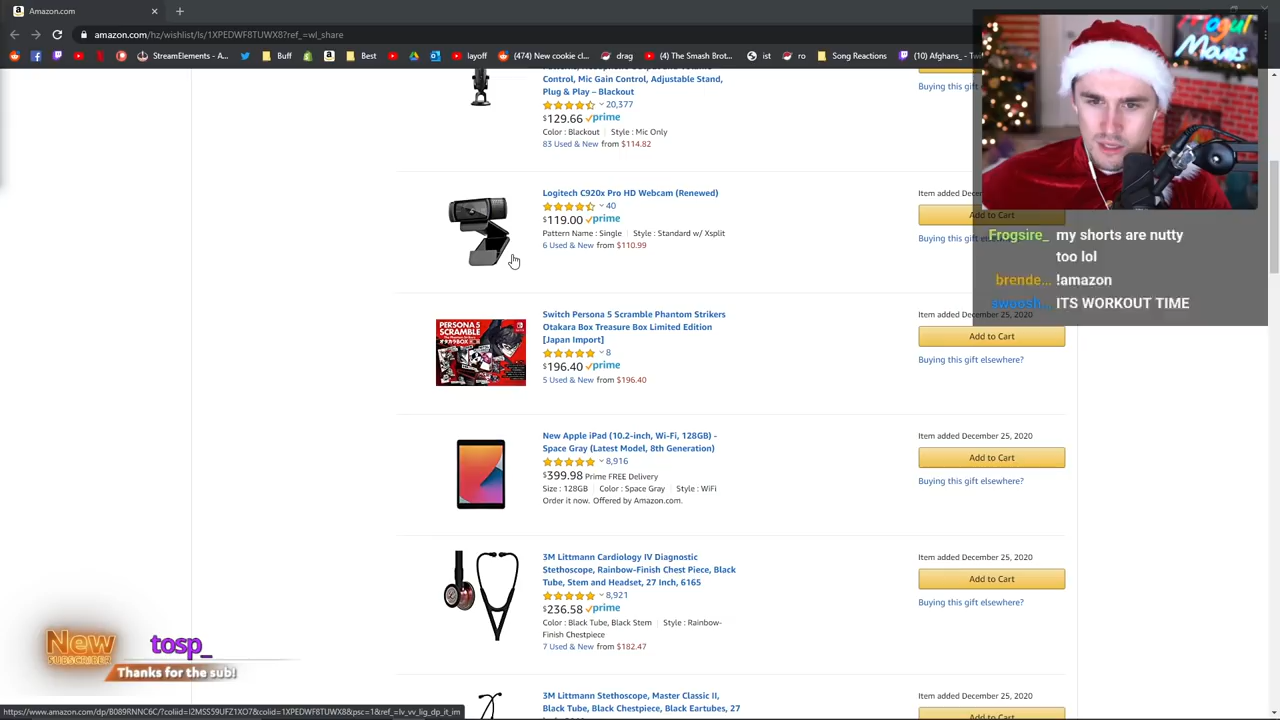 Amazon.com
amazon.com/hz/wishlist/ls/1XPEDWF8TUWX8?ref_=wl_share
StreamElements - A...
Buff
Best
layoff
(474) New cookie cl...
drag
(4) The Smash Brot...
ist
ro
Song Reactions
(10) Afghans_ - Tw
Control, Mic Gain Control, Adjustable Stand,
Plug & Play – Blackout
20,377
$129.66 prime
Color : Blackout | Style : Mic Only
83 Used & New from $114.82
Buying this gift
Logitech C920x Pro HD Webcam (Renewed)
40
$119.00 prime
Pattern Name : Single | Style : Standard w/ Xsplit
6 Used & New from $110.99
Item added Dece
Add to Cart
Buying this gift
Switch Persona 5 Scramble Phantom Strikers
Otakara Box Treasure Box Limited Edition
[Japan Import]
8
$196.40 prime
5 Used & New from $196.40
Item added December 25, 2020
Add to Cart
Buying this gift elsewhere?
PERSONA 5
SCRAMBLE
New Apple iPad (10.2-inch, Wi-Fi, 128GB) -
Space Gray (Latest Model, 8th Generation)
8,916
$399.98 Prime FREE Delivery
Size : 128GB | Color : Space Gray | Style : WiFi
Order it now. Offered by Amazon.com.
Item added December 25, 2020
Add to Cart
Buying this gift elsewhere?
3M Littmann Cardiology IV Diagnostic
Stethoscope, Rainbow-Finish Chest Piece, Black
Tube, Stem and Headset, 27 Inch, 6165
8,921
$236.58 prime
Color : Black Tube, Black Stem | Style : Rainbow-
Finish Chestpiece
7 Used & New from $182.47
Item added December 25, 2020
Add to Cart
Buying this gift elsewhere?
3M Littmann Stethoscope, Master Classic II,
Black Tube, Black Chestpiece, Black Eartubes, 27
Item added December 25, 2020
Add to Cart
Frogul
Moves
Frogsire_ my shorts are nutty
too lol
brende... !amazon
swoosh... ITS WORKOUT TIME
New
SUBSCRIBER
tosp_
Thanks for the sub!
https://www.amazon.com/dp/B089RNNC6C/?coliid=I2MSS59UFZ1XO7&colid=1XPEDWF8TUWX8&psc=1&ref_=lv_vv_lig_dp_it_im